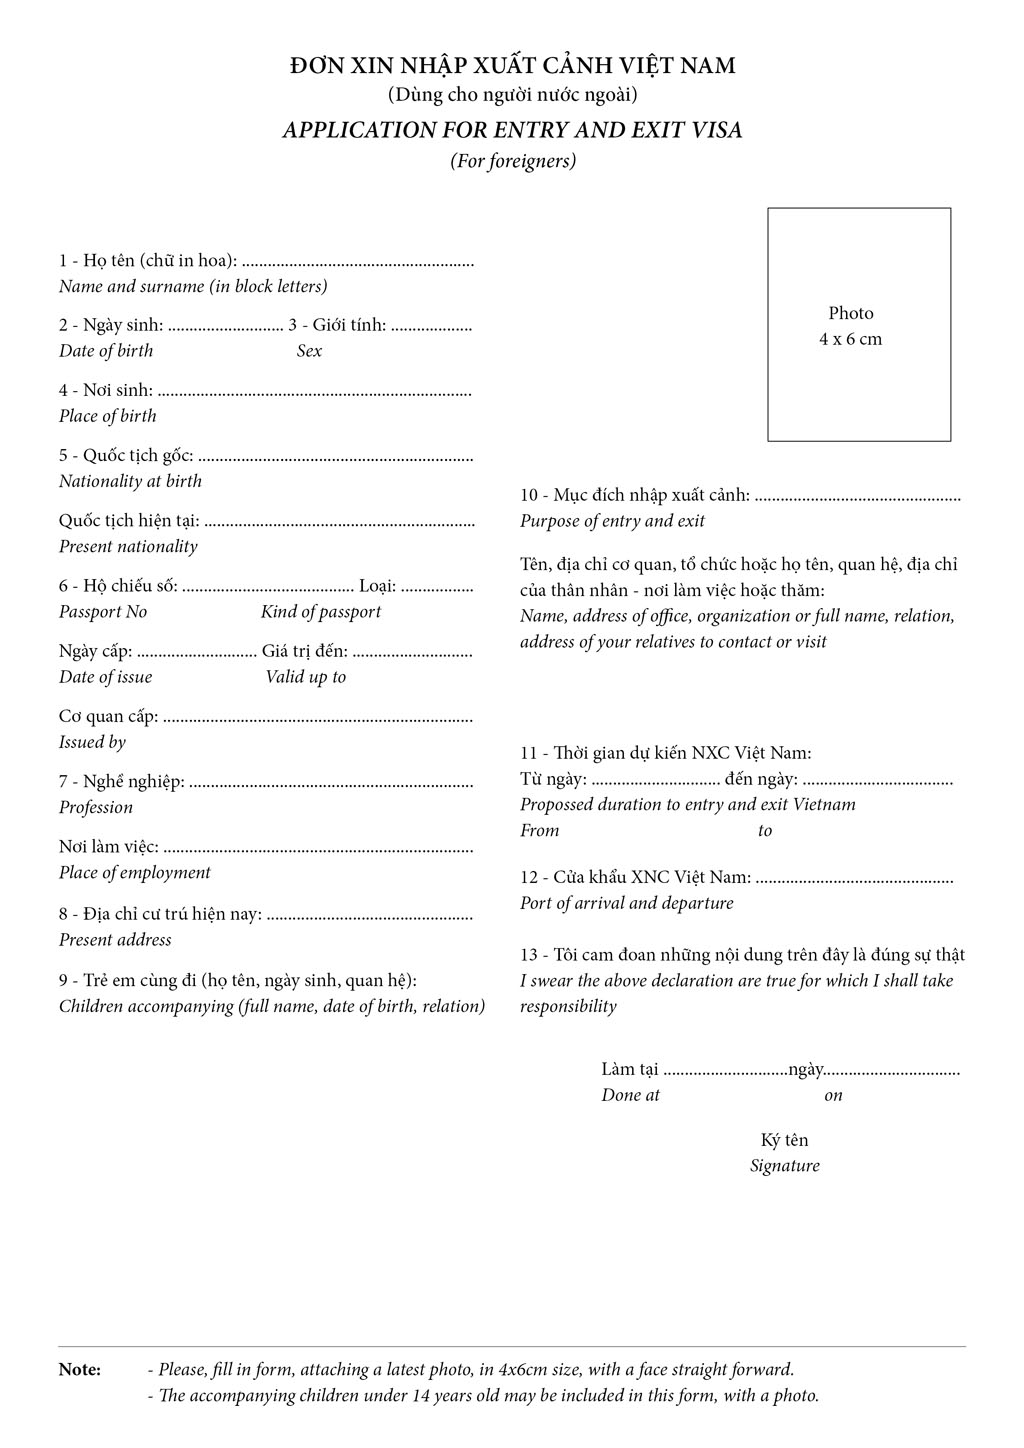 ĐƠN XIN NHẬP XUẤT CẢNH VIỆT NAM
(Dùng cho người nước ngoài)
APPLICATION FOR ENTRY AND EXIT VISA
(For foreigners)
Photo
4 x 6 cm
1 - Họ tên (chữ in hoa): ......................................................
Name and surname (in block letters)
2 - Ngày sinh: ........................... 3 - Giới tính: ...................
Date of birth Sex
4 - Nơi sinh: .........................................................................
Place of birth
5 - Quốc tịch gốc: ................................................................
Nationality at birth
Quốc tịch hiện tại: ...............................................................
Present nationality
6 - Hộ chiếu số: ........................................ Loại: .................
Passport No Kind of passport
Ngày cấp: ............................ Giá trị đến: ............................
Date of issue Valid up to
Cơ quan cấp: ........................................................................
Issued by
7 - Nghề nghiệp: ..................................................................
Profession
Nơi làm việc: ........................................................................
Place of employment
8 - Địa chỉ cư trú hiện nay: ................................................
Present address
9 - Trẻ em cùng đi (họ tên, ngày sinh, quan hệ):
Children accompanying (full name, date of birth, relation)
10 - Mục đích nhập xuất cảnh: ................................................
Purpose of entry and exit
Tên, địa chỉ cơ quan, tổ chức hoặc họ tên, quan hệ, địa chỉ
của thân nhân - nơi làm việc hoặc thăm:
Name, address of office, organization or full name, relation,
address of your relatives to contact or visit
11 - Thời gian dự kiến NXC Việt Nam:
Từ ngày: .............................. đến ngày: ...................................
Propossed duration to entry and exit Vietnam
From to
12 - Cửa khẩu XNC Việt Nam: ..............................................
Port of arrival and departure
13 - Tôi cam đoan những nội dung trên đây là đúng sự thật
I swear the above declaration are true for which I shall take
responsibility
Làm tại .............................ngày................................
Done at on
Ký tên
Signature
Note: - Please, fill in form, attaching a latest photo, in 4x6cm size, with a face straight forward.
- The accompanying children under 14 years old may be included in this form, with a photo.